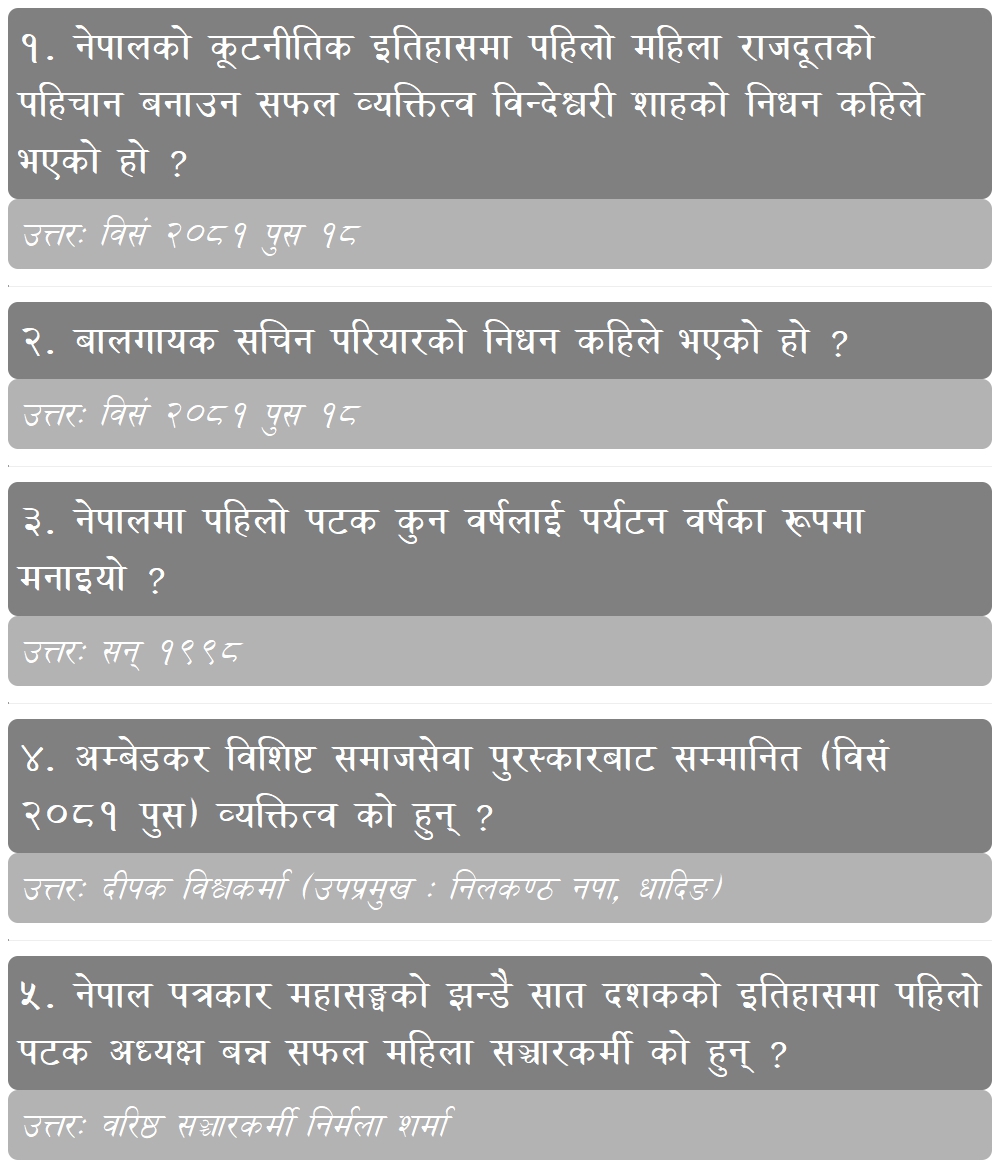 १. नेपालको कूटनीतिक इतिहासमा पहिलो महिला राजदूतको
पहिचान बनाउन सफल व्यक्तित्व विन्देश्वरी शाहको निधन कहिले
भएको हो ?
उत्तरः विसं २०८१ पुस १८
२. बालगायक सचिन परियारको निधन कहिले भएको हो ?
उत्तरः विसं २०८१ पुस १८
३. नेपालमा पहिलो पटक कुन वर्षलाई पर्यटन वर्षका रूपमा
मनाइयो ?
उत्तरः सन् १९९८
४. अम्बेडकर विशिष्ट समाजसेवा पुरस्कारबाट सम्मानित (विसं
२०८१ पुस) व्यक्तित्व को हुन् ?
उत्तरः दीपक विश्वकर्मा (उपप्रमुख : निलकण्ठ नपा, धादिङ)
५. नेपाल पत्रकार महासङ्घको झन्डै सात दशकको इतिहासमा पहिलो
पटक अध्यक्ष बन्न सफल महिला सञ्चारकर्मी को हुन् ?
उत्तरः वरिष्ठ सञ्चारकर्मी निर्मला शर्मा